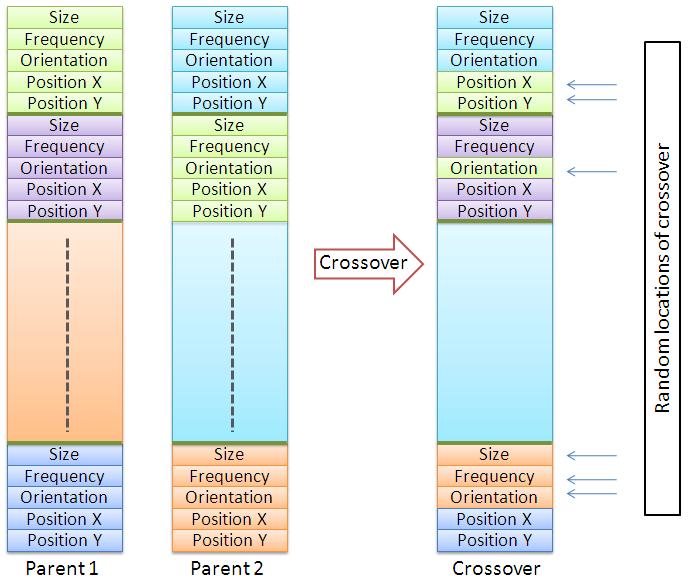 Size
Frequency
Orientation
Position X
Position Y
Size
Frequency
Orientation
Position X
Position Y
Size
Frequency
Orientation
Position X
Position Y
Parent 1
Size
Frequency
Orientation
Position X
Position Y
Size
Frequency
Orientation
Position X
Position Y
Size
Frequency
Orientation
Position X
Position Y
Parent 2
Crossover
Size
Frequency
Orientation
Position X
Position Y
Size
Frequency
Orientation
Position X
Position Y
Size
Frequency
Orientation
Position X
Position Y
Crossover
Random locations of crossover